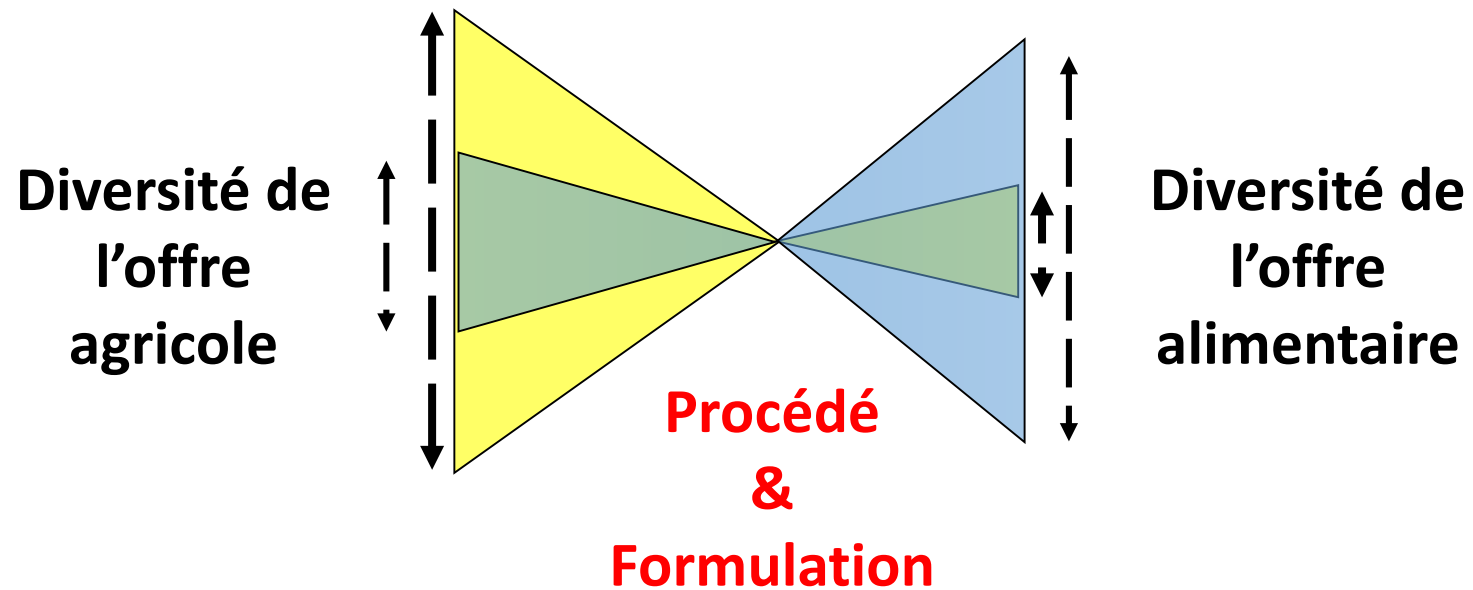 Diversité de
l’offre
agricole
Procédé
&
Formulation
Diversité de
l’offre
alimentaire